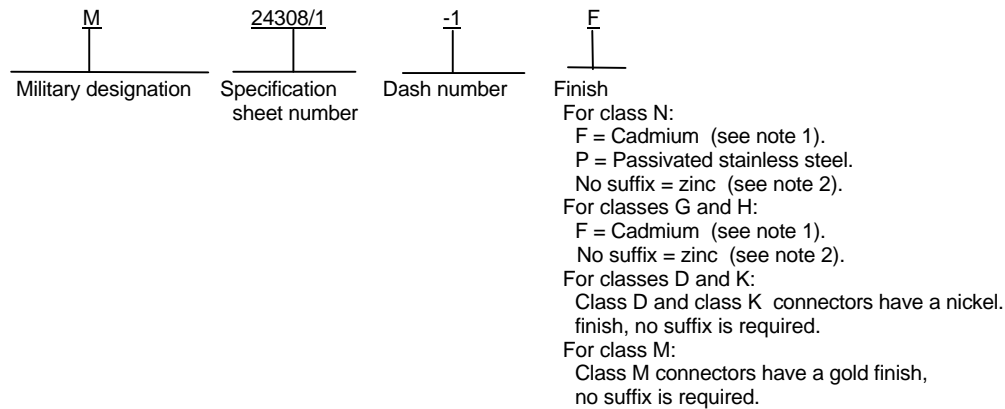 M 24308/1 -1 F
Military designation Specification sheet number Dash number Finish
For class N:
F = Cadmium (see note 1).
P = Passivated stainless steel.
No suffix = zinc (see note 2).
For classes G and H:
F = Cadmium (see note 1).
No suffix = zinc (see note 2).
For classes D and K:
Class D and class K connectors have a nickel.
finish, no suffix is required.
For class M:
Class M connectors have a gold finish,
no suffix is required.